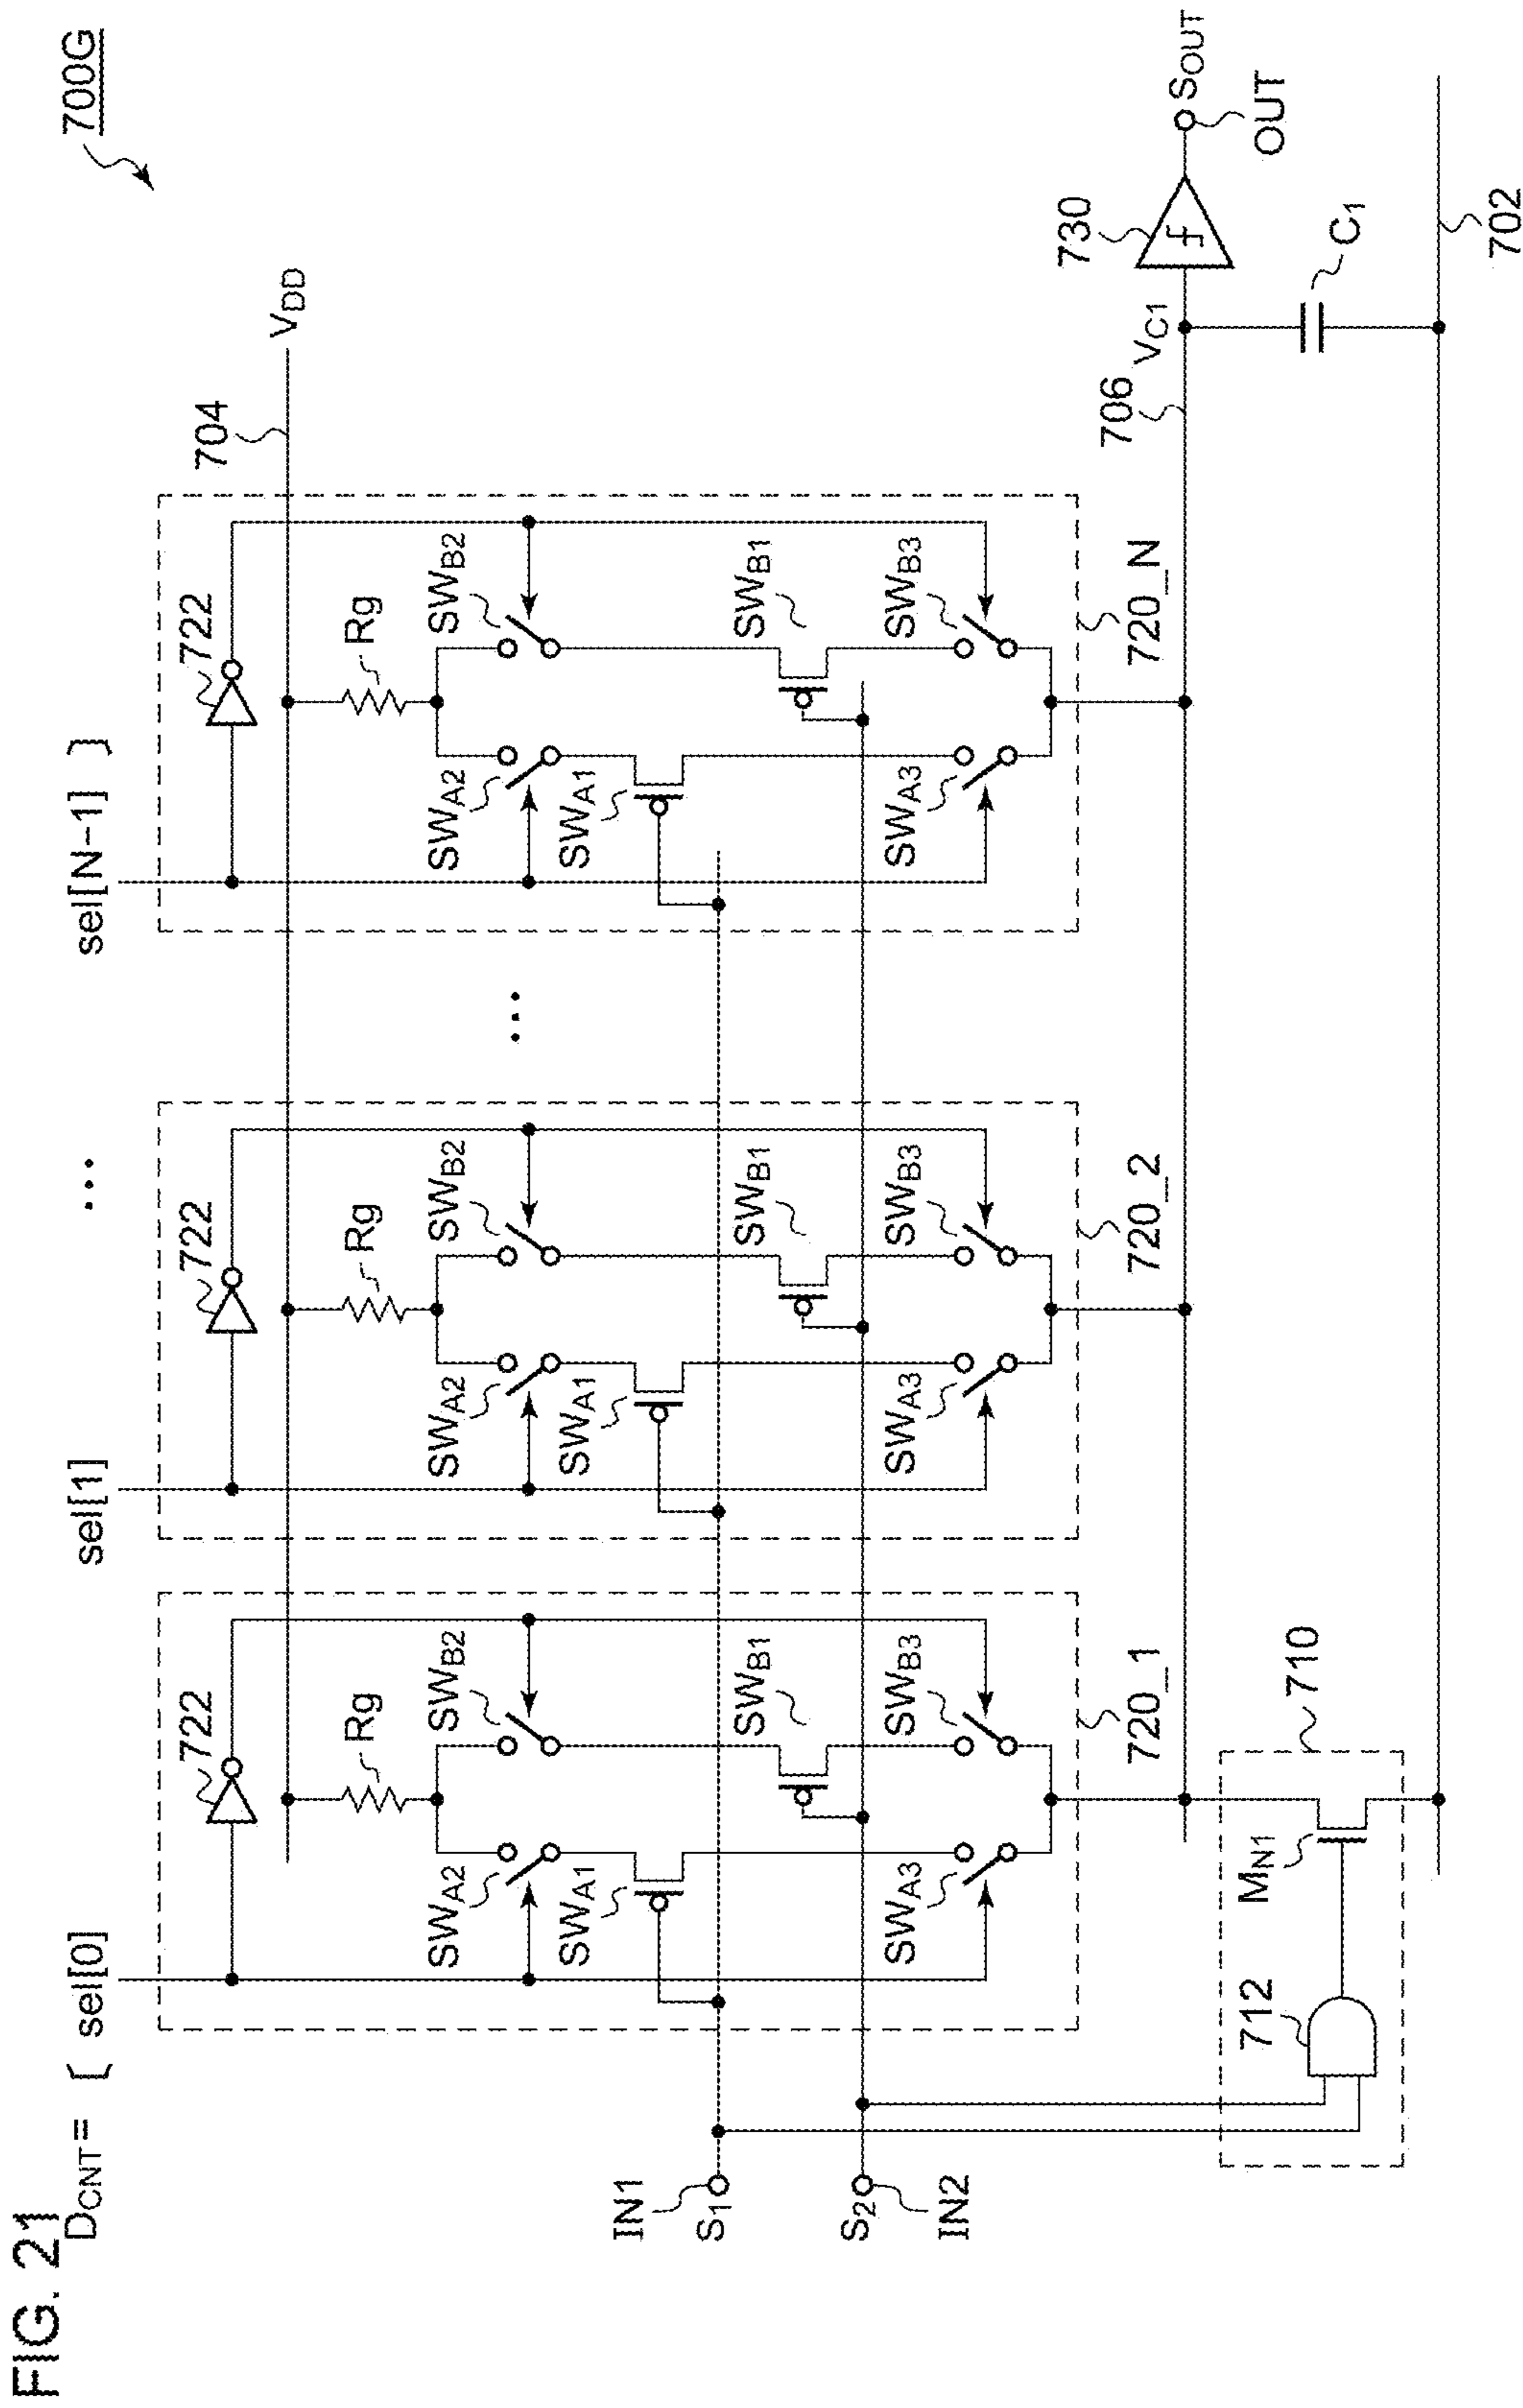 FIG. 21
700G
DCNT= { sel[0] sel[1] ... sel[N-1] }
722 722 722
704 VDD
Rg Rg Rg
SWA2 SWB2 SWA2 SWB2 ... SWA2 SWB2
SWA1 SWA1 SWA1
IN1
S1
SWB1 SWB1 SWB1
S2
IN2
SWA3 SWB3 SWA3 SWB3 SWA3 SWB3
720_1 720_2 720_N
706 VC1 730 SOUT
OUT
712 MN1 710
C1
702